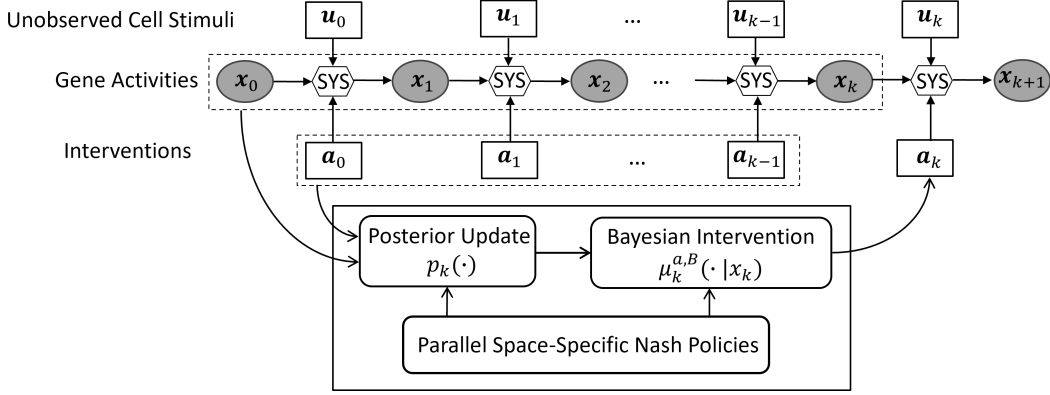 Unobserved Cell Stimuli u₀ u₁ ... uₖ₋₁ uₖ
Gene Activities x₀ SYS x₁ SYS x₂ ... SYS xₖ SYS xₖ₊₁
Interventions a₀ a₁ ... aₖ₋₁ aₖ
Posterior Update Bayesian Intervention
pₖ(·) μₖᵃ,ᴮ(· |xₖ)
Parallel Space-Specific Nash Policies